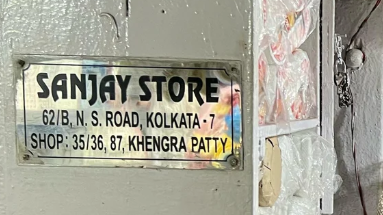 SANJAY STORE
62/B, N. S. ROAD, KOLKATA - 7
SHOP : 35/36, 87, KHENGRA PATTY